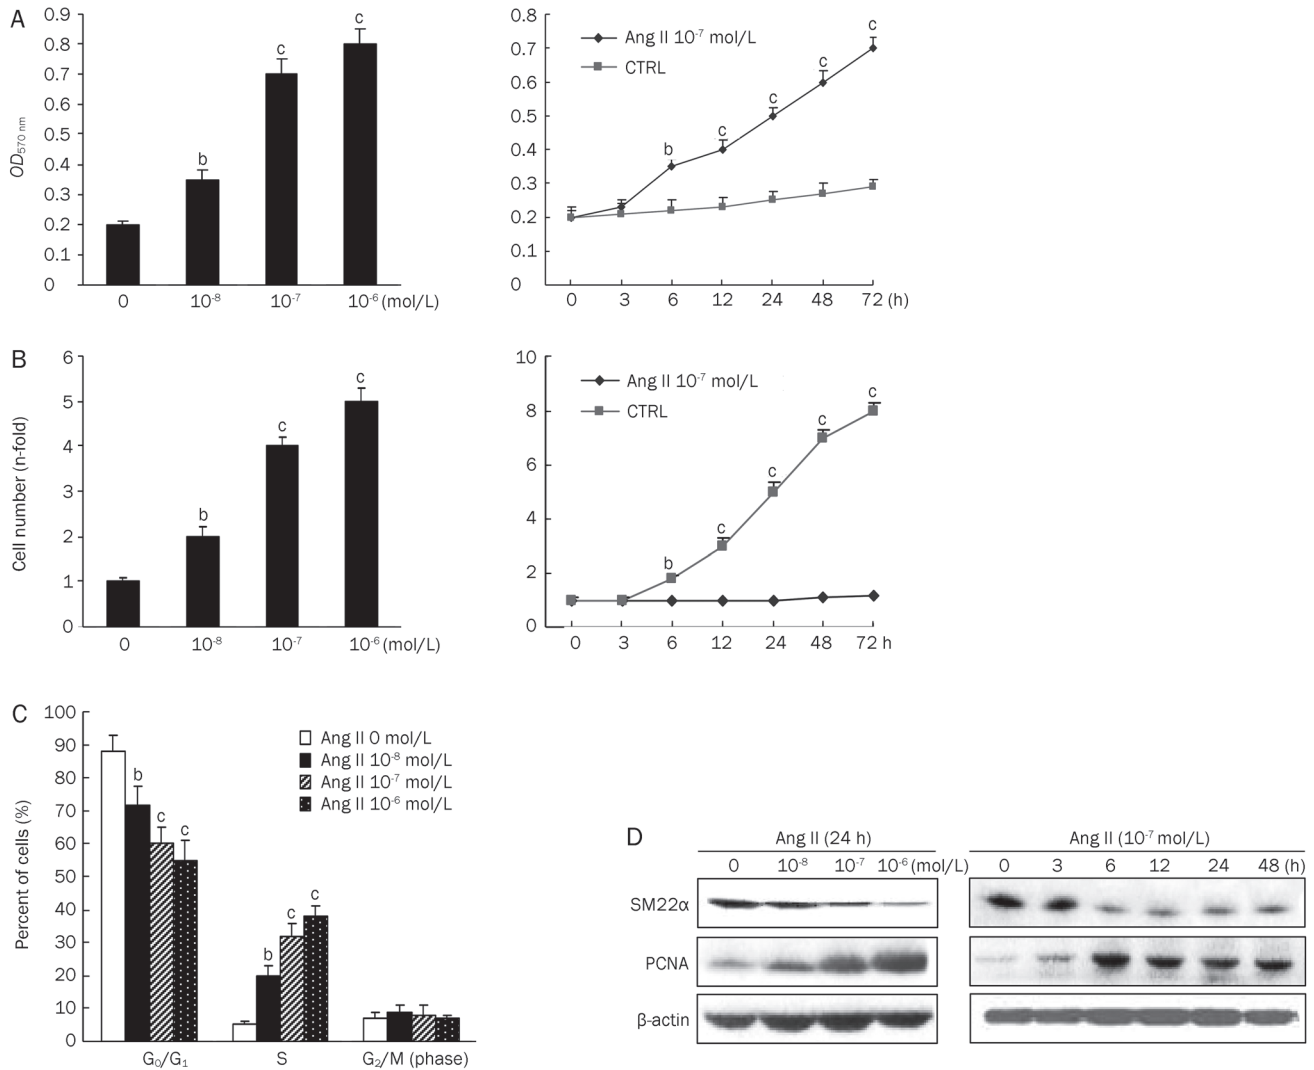 A
OD570 nm
0.9
0.8
0.7
0.6
0.5
0.4
0.3
0.2
0.1
0
b
c
c
0 10-8 10-7 10-6 (mol/L)
0.8
0.7
0.6
0.5
0.4
0.3
0.2
0.1
0
Ang II 10-7 mol/L
CTRL
b
c
c
c
c
0 3 6 12 24 48 72 (h)
B
Cell number (n-fold)
6
5
4
3
2
1
0
b
c
c
0 10-8 10-7 10-6 (mol/L)
10
8
6
4
2
0
Ang II 10-7 mol/L
CTRL
b
c
c
c
c
0 3 6 12 24 48 72 h
C
Percent of cells (%)
100
90
80
70
60
50
40
30
20
10
0
Ang II 0 mol/L
Ang II 10-8 mol/L
Ang II 10-7 mol/L
Ang II 10-6 mol/L
b
c
c
b
c
c
G0/G1 S G2/M (phase)
D
Ang II (24 h)
0 10-8 10-7 10-6 (mol/L)
Ang II (10-7 mol/L)
0 3 6 12 24 48 (h)
SM22α
PCNA
β-actin